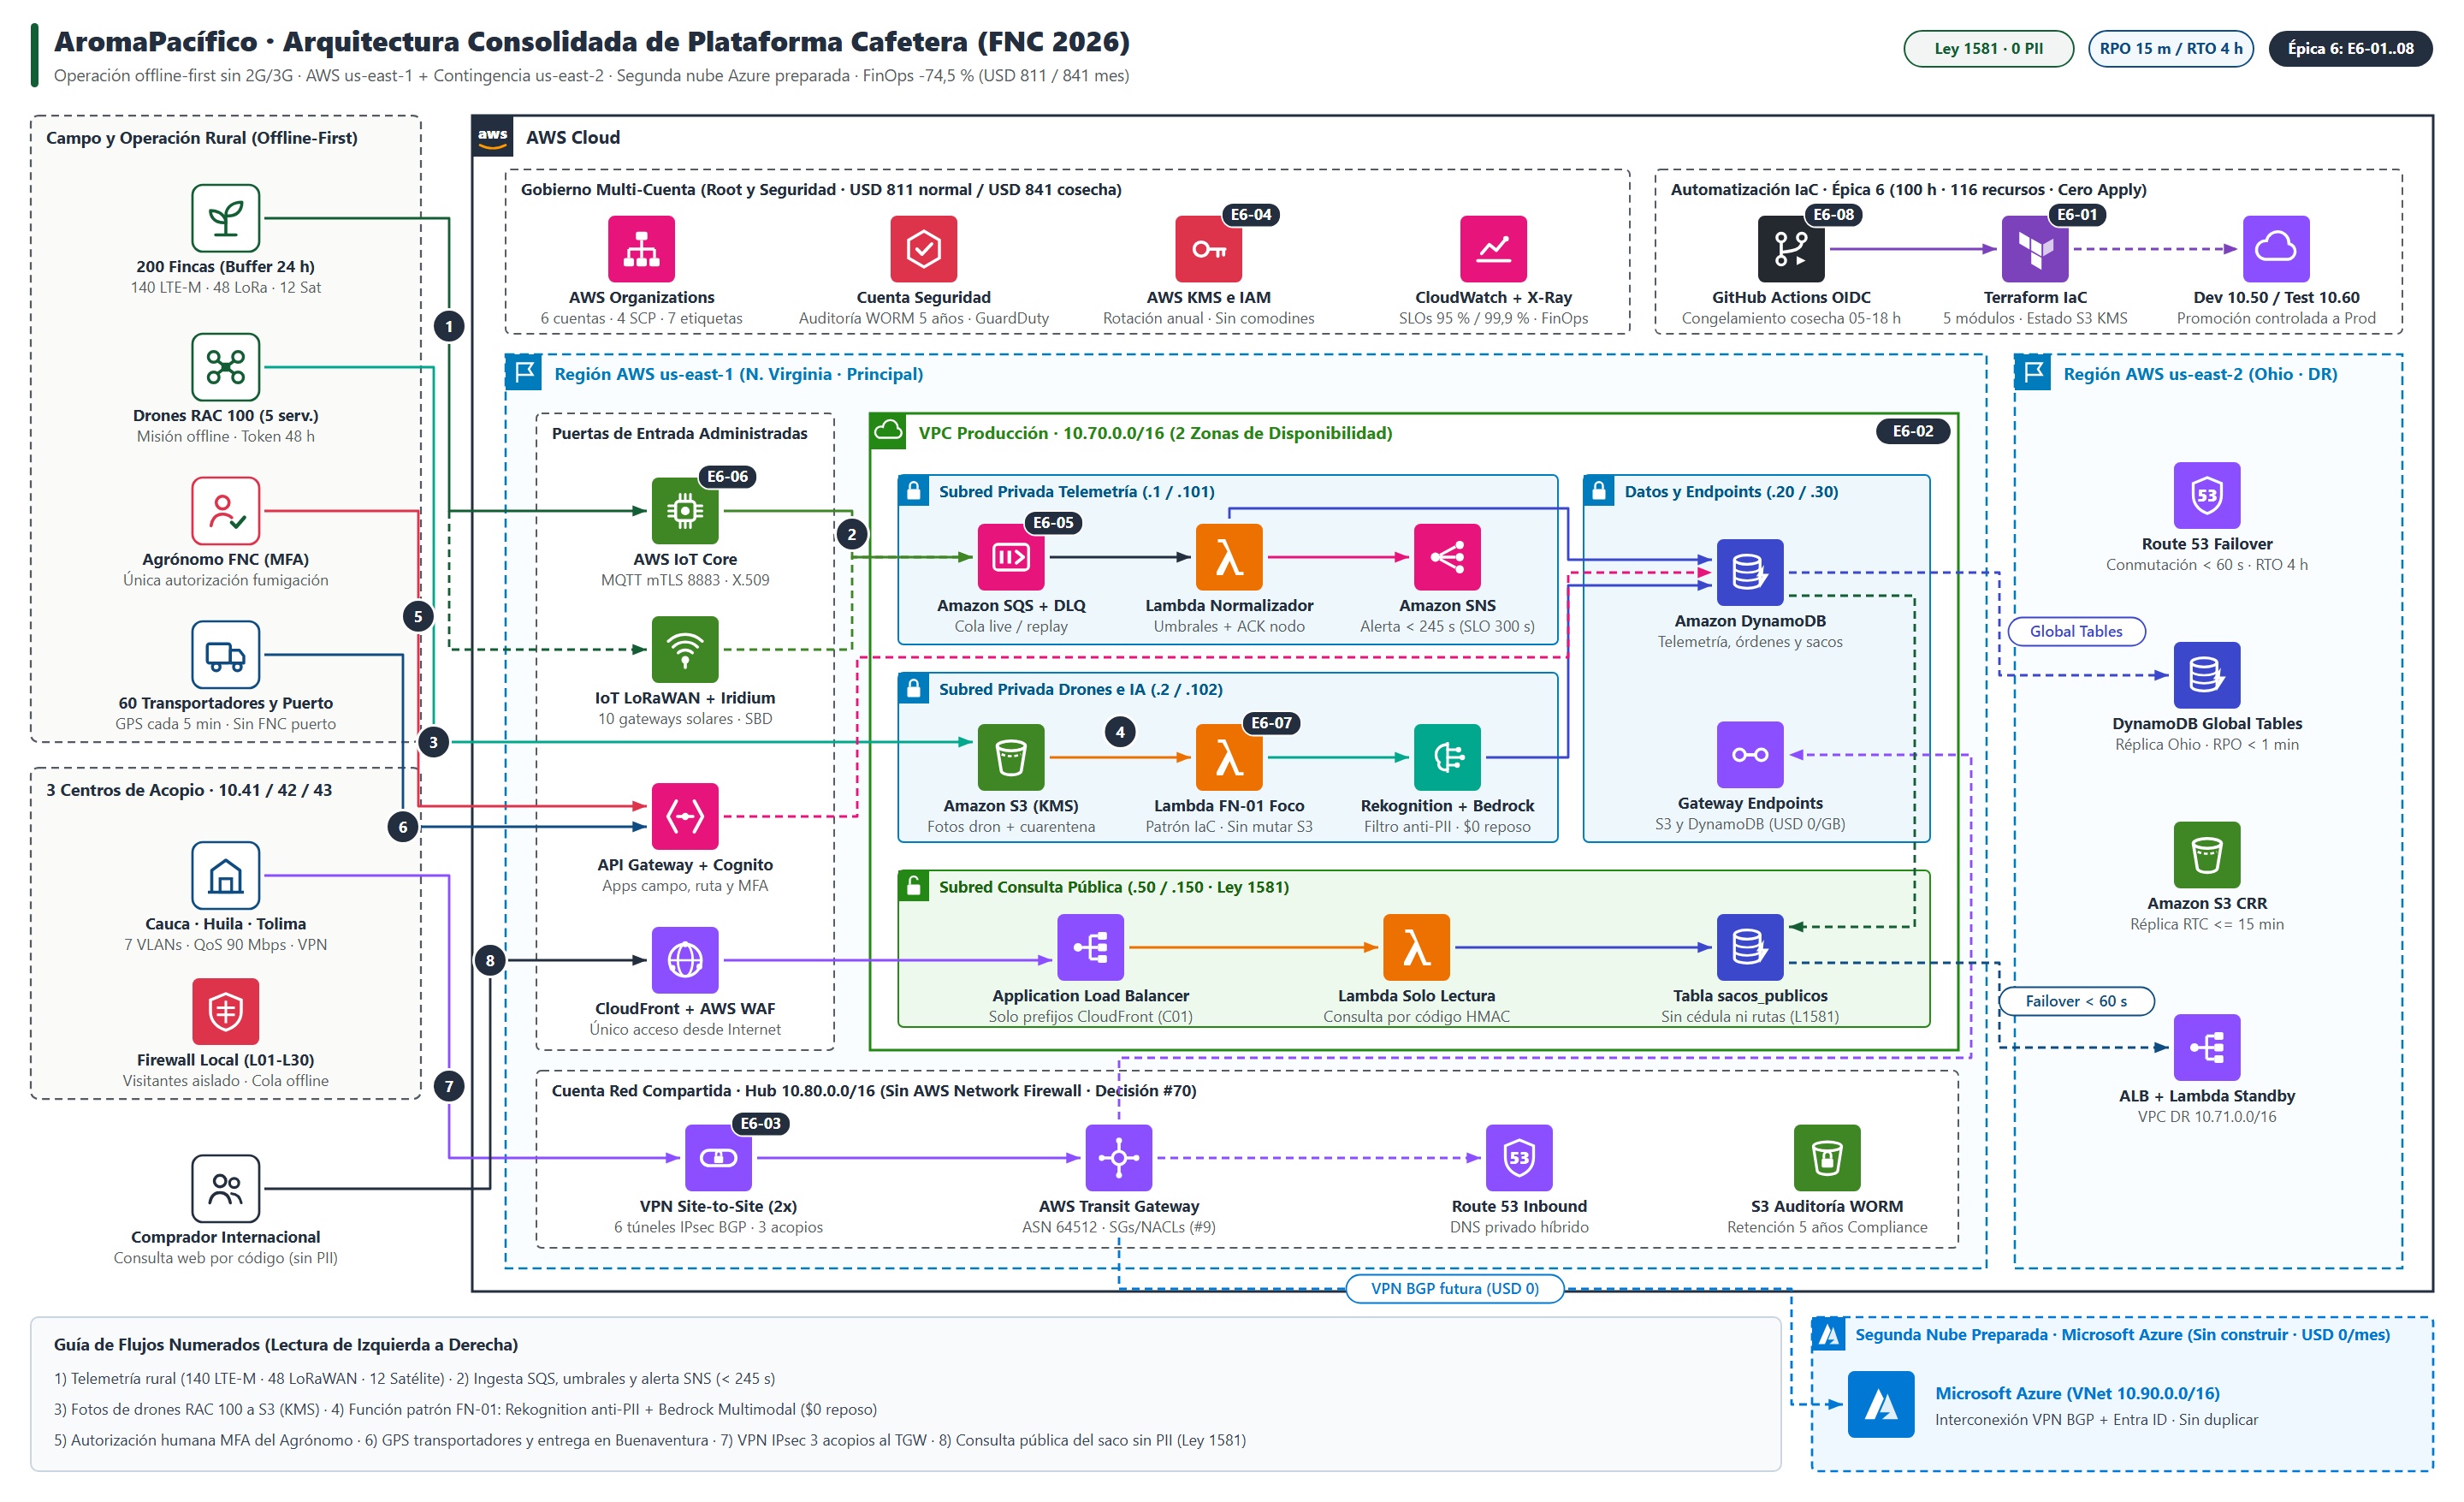 AromaPacífico · Arquitectura Consolidada de Plataforma Cafetera (FNC 2026)
Operación offline-first sin 2G/3G · AWS us-east-1 + Contingencia us-east-2 · Segunda nube Azure preparada · FinOps -74,5 % (USD 811 / 841 mes)
Ley 1581 · 0 PII
RPO 15 m / RTO 4 h
Épica 6: E6-01..08
Campo y Operación Rural (Offline-First)
200 Fincas (Buffer 24 h)
140 LTE-M · 48 LoRa · 12 Sat
Drones RAC 100 (5 serv.)
Misión offline · Token 48 h
Agrónomo FNC (MFA)
Única autorización fumigación
60 Transportadores y Puerto
GPS cada 5 min · Sin FNC puerto
3 Centros de Acopio · 10.41 / 42 / 43
Cauca · Huila · Tolima
7 VLANs · QoS 90 Mbps · VPN
Firewall Local (L01-L30)
Visitantes aislado · Cola offline
Comprador Internacional
Consulta web por código (sin PII)
1
5
3
6
8
7
aws
AWS Cloud
Gobierno Multi-Cuenta (Root y Seguridad · USD 811 normal / USD 841 cosecha)
AWS Organizations
6 cuentas · 4 SCP · 7 etiquetas
Cuenta Seguridad
Auditoría WORM 5 años · GuardDuty
E6-04
AWS KMS e IAM
Rotación anual · Sin comodines
CloudWatch + X-Ray
SLOs 95 % / 99,9 % · FinOps
Automatización IaC · Épica 6 (100 h · 116 recursos · Cero Apply)
E6-08
GitHub Actions OIDC
Congelamiento cosecha 05-18 h
E6-01
Terraform IaC
5 módulos · Estado S3 KMS
Dev 10.50 / Test 10.60
Promoción controlada a Prod
Región AWS us-east-1 (N. Virginia · Principal)
Puertas de Entrada Administradas
E6-06
AWS IoT Core
MQTT mTLS 8883 · X.509
IoT LoRaWAN + Iridium
10 gateways solares · SBD
API Gateway + Cognito
Apps campo, ruta y MFA
CloudFront + AWS WAF
Único acceso desde Internet
2
VPC Producción · 10.70.0.0/16 (2 Zonas de Disponibilidad)
E6-02
Subred Privada Telemetría (.1 / .101)
E6-05
Amazon SQS + DLQ
Cola live / replay
Lambda Normalizador
Umbrales + ACK nodo
Amazon SNS
Alerta < 245 s (SLO 300 s)
Subred Privada Drones e IA (.2 / .102)
4
E6-07
Amazon S3 (KMS)
Fotos dron + cuarentena
Lambda FN-01 Foco
Patrón IaC · Sin mutar S3
Rekognition + Bedrock
Filtro anti-PII · $0 reposo
Datos y Endpoints (.20 / .30)
Amazon DynamoDB
Telemetría, órdenes y sacos
Gateway Endpoints
S3 y DynamoDB (USD 0/GB)
Subred Consulta Pública (.50 / .150 · Ley 1581)
Application Load Balancer
Solo prefijos CloudFront (C01)
Lambda Solo Lectura
Consulta por código HMAC
Tabla sacos_publicos
Sin cédula ni rutas (L1581)
Cuenta Red Compartida · Hub 10.80.0.0/16 (Sin AWS Network Firewall · Decisión #70)
E6-03
VPN Site-to-Site (2x)
6 túneles IPsec BGP · 3 acopios
AWS Transit Gateway
ASN 64512 · SGs/NACLs (#9)
53
Route 53 Inbound
DNS privado híbrido
S3 Auditoría WORM
Retención 5 años Compliance
Región AWS us-east-2 (Ohio · DR)
53
Route 53 Failover
Conmutación < 60 s · RTO 4 h
Global Tables
DynamoDB Global Tables
Réplica Ohio · RPO < 1 min
Amazon S3 CRR
Réplica RTC <= 15 min
Failover < 60 s
ALB + Lambda Standby
VPC DR 10.71.0.0/16
VPN BGP futura (USD 0)
Guía de Flujos Numerados (Lectura de Izquierda a Derecha)
1) Telemetría rural (140 LTE-M · 48 LoRaWAN · 12 Satélite) · 2) Ingesta SQS, umbrales y alerta SNS (< 245 s)
3) Fotos de drones RAC 100 a S3 (KMS) · 4) Función patrón FN-01: Rekognition anti-PII + Bedrock Multimodal ($0 reposo)
5) Autorización humana MFA del Agrónomo · 6) GPS transportadores y entrega en Buenaventura · 7) VPN IPsec 3 acopios al TGW · 8) Consulta pública del saco sin PII (Ley 1581)
Segunda Nube Preparada · Microsoft Azure (Sin construir · USD 0/mes)
Microsoft Azure (VNet 10.90.0.0/16)
Interconexión VPN BGP + Entra ID · Sin duplicar